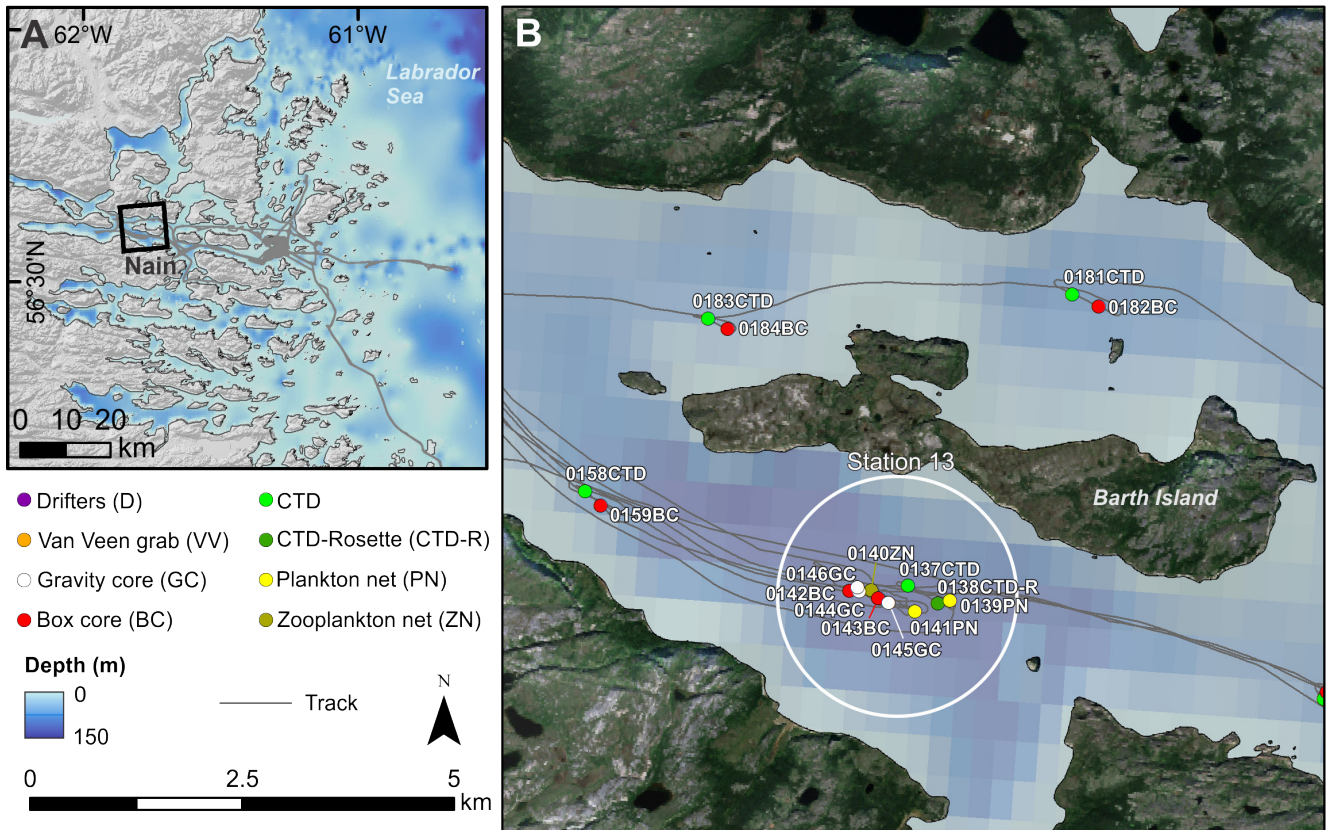 A
62°W
61°W
Labrador
Sea
56°30'N
Nain
0 10 20
km
B
0181CTD
0182BC
0183CTD
0184BC
Station 13
Barth Island
0158CTD
0159BC
0140ZN
0137CTD
0146GC
0138CTD-R
0142BC
0139PN
0144GC
0143BC
0141PN
0145GC
Drifters (D)
CTD
Van Veen grab (VV)
CTD-Rosette (CTD-R)
Gravity core (GC)
Plankton net (PN)
Box core (BC)
Zooplankton net (ZN)
Depth (m)
0
150
Track
N
0 2.5 5
km